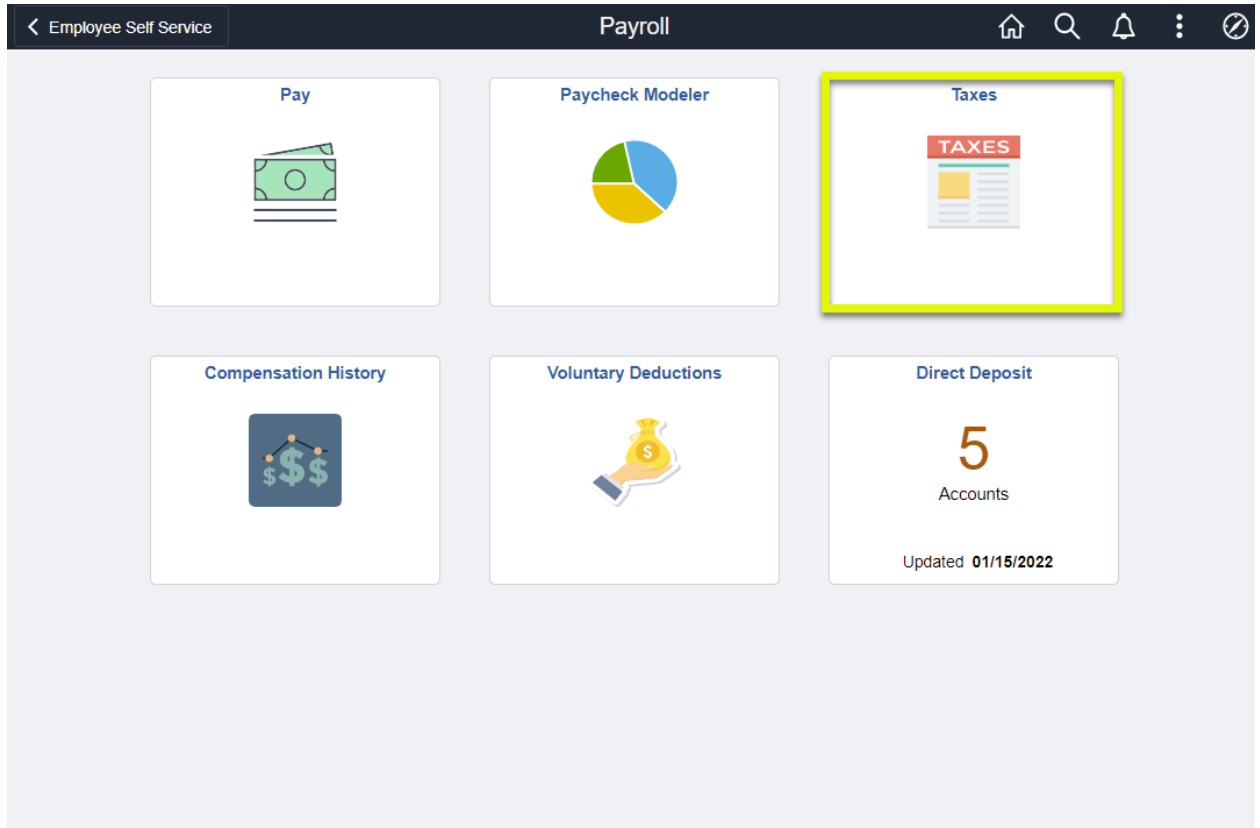 Employee Self Service
Payroll
Pay
Paycheck Modeler
Taxes
TAXES
Compensation History
Voluntary Deductions
Direct Deposit
$$$
$
5
Accounts
Updated 01/15/2022